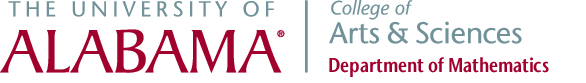 THE UNIVERSITY OF
ALABAMA®
College of
Arts & Sciences
Department of Mathematics